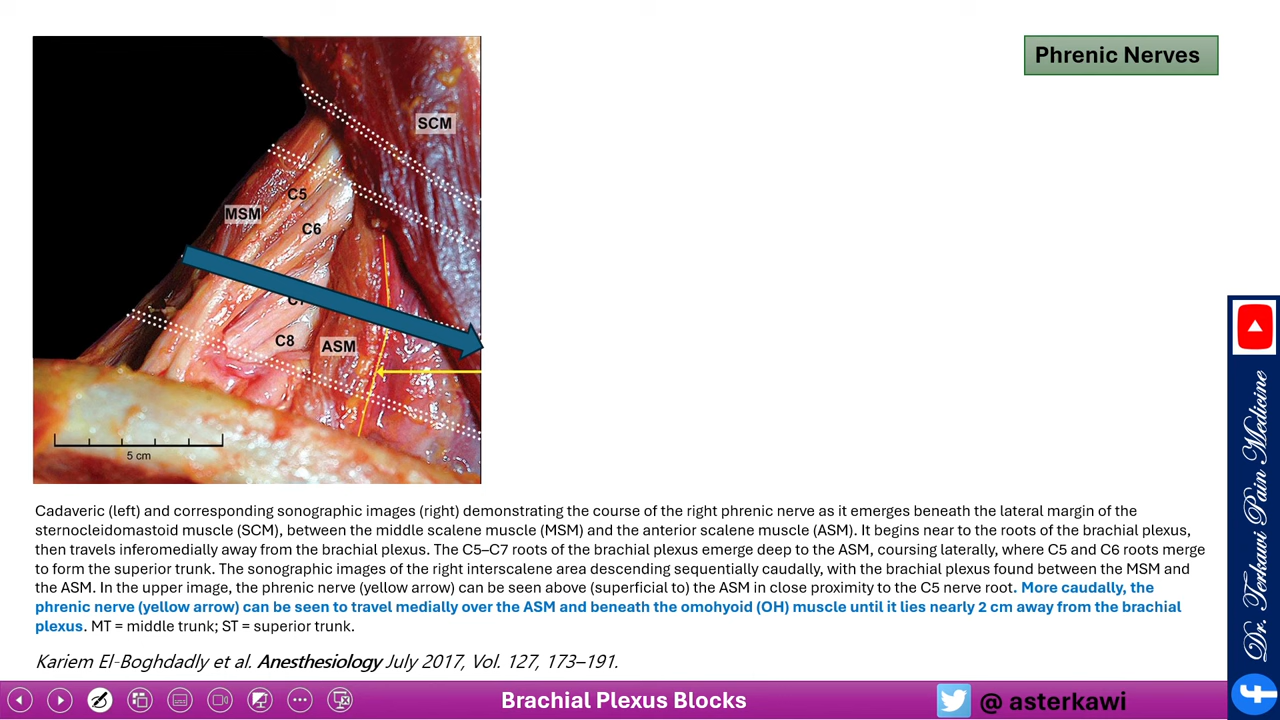 Phrenic Nerves
SCM
C5
MSM
C6
C8
ASM
5 cm
Cadaveric (left) and corresponding sonographic images (right) demonstrating the course of the right phrenic nerve as it emerges beneath the lateral margin of the
sternocleidomastoid muscle (SCM), between the middle scalene muscle (MSM) and the anterior scalene muscle (ASM). It begins near to the roots of the brachial plexus,
then travels inferomedially away from the brachial plexus. The C5–C7 roots of the brachial plexus emerge deep to the ASM, coursing laterally, where C5 and C6 roots merge
to form the superior trunk. The sonographic images of the right interscalene area descending sequentially caudally, with the brachial plexus found between the MSM and
the ASM. In the upper image, the phrenic nerve (yellow arrow) can be seen above (superficial to) the ASM in close proximity to the C5 nerve root. More caudally, the
phrenic nerve (yellow arrow) can be seen to travel medially over the ASM and beneath the omohyoid (OH) muscle until it lies nearly 2 cm away from the brachial
plexus. MT = middle trunk; ST = superior trunk.
Kariem El-Boghdadly et al. Anesthesiology July 2017, Vol. 127, 173–191.
Brachial Plexus Blocks
@ asterkawi
Dr. Terkawi Pain Medicine